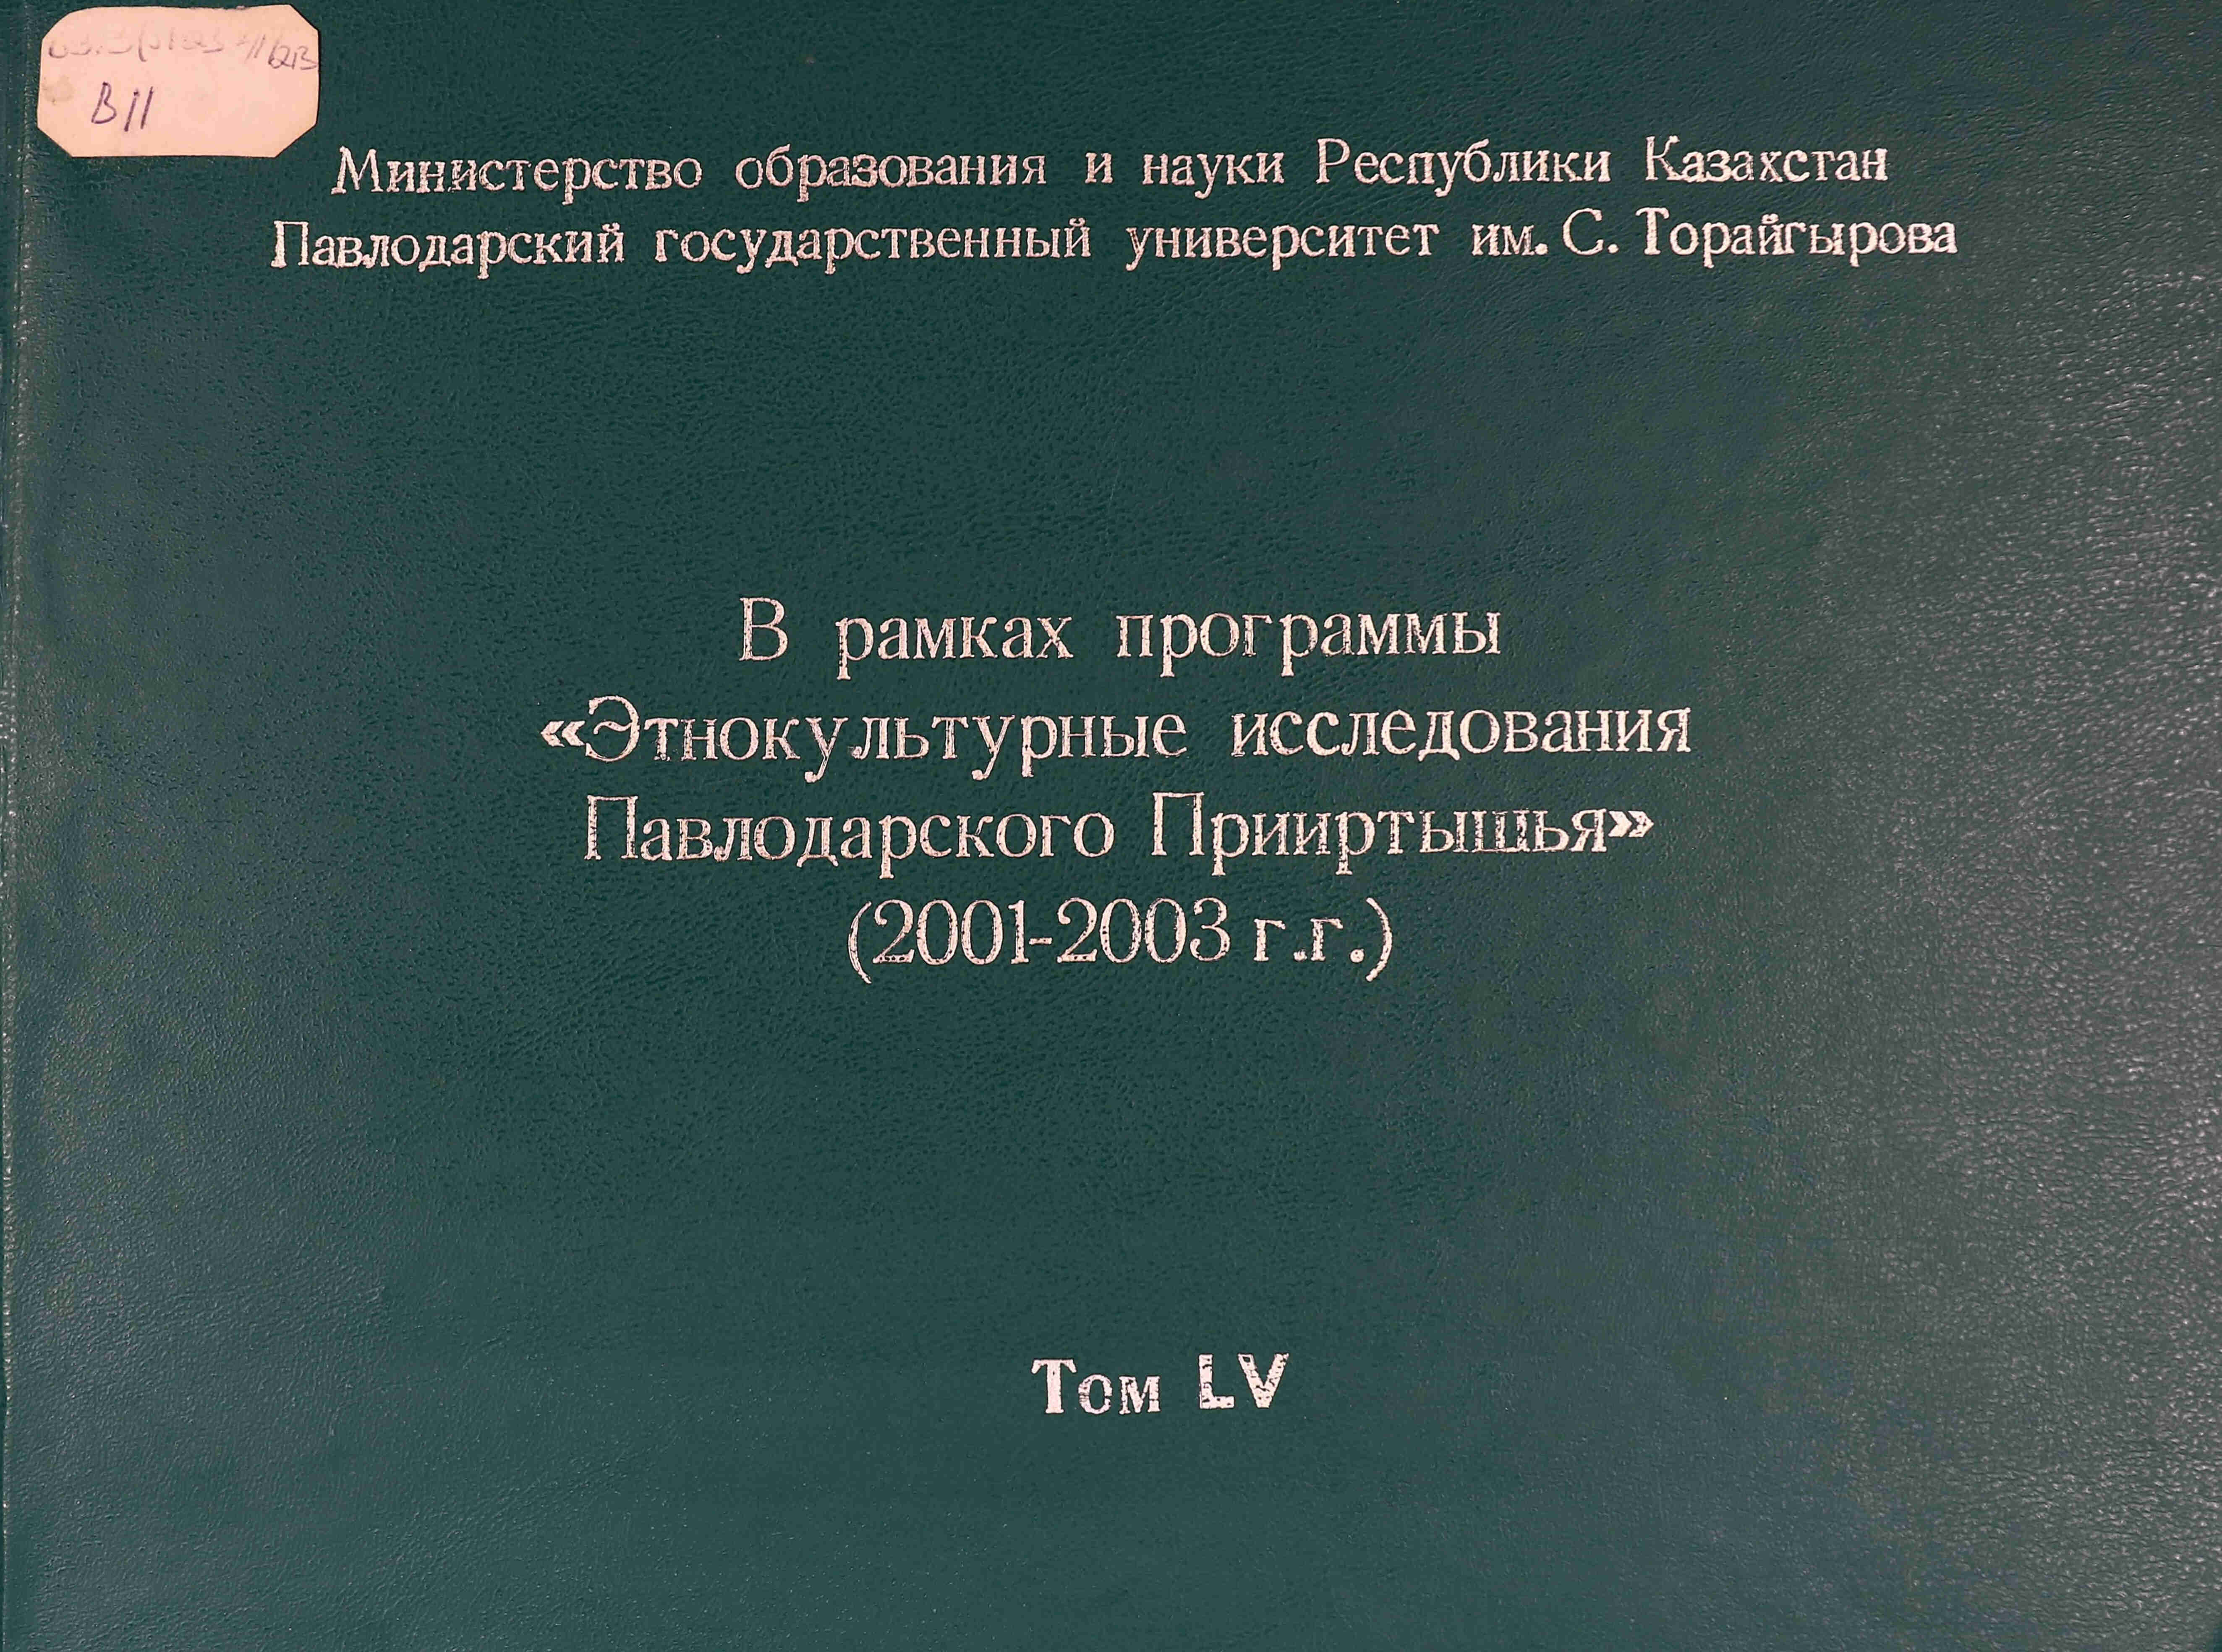 В11
Министерство образования и науки Республики Казахстан
Павлодарский государственный университет им. С. Торайгырова
В рамках программы
«Этнокультурные исследования
Павлодарского Прииртышья»
(2001-2003 г.г.)
Том LV